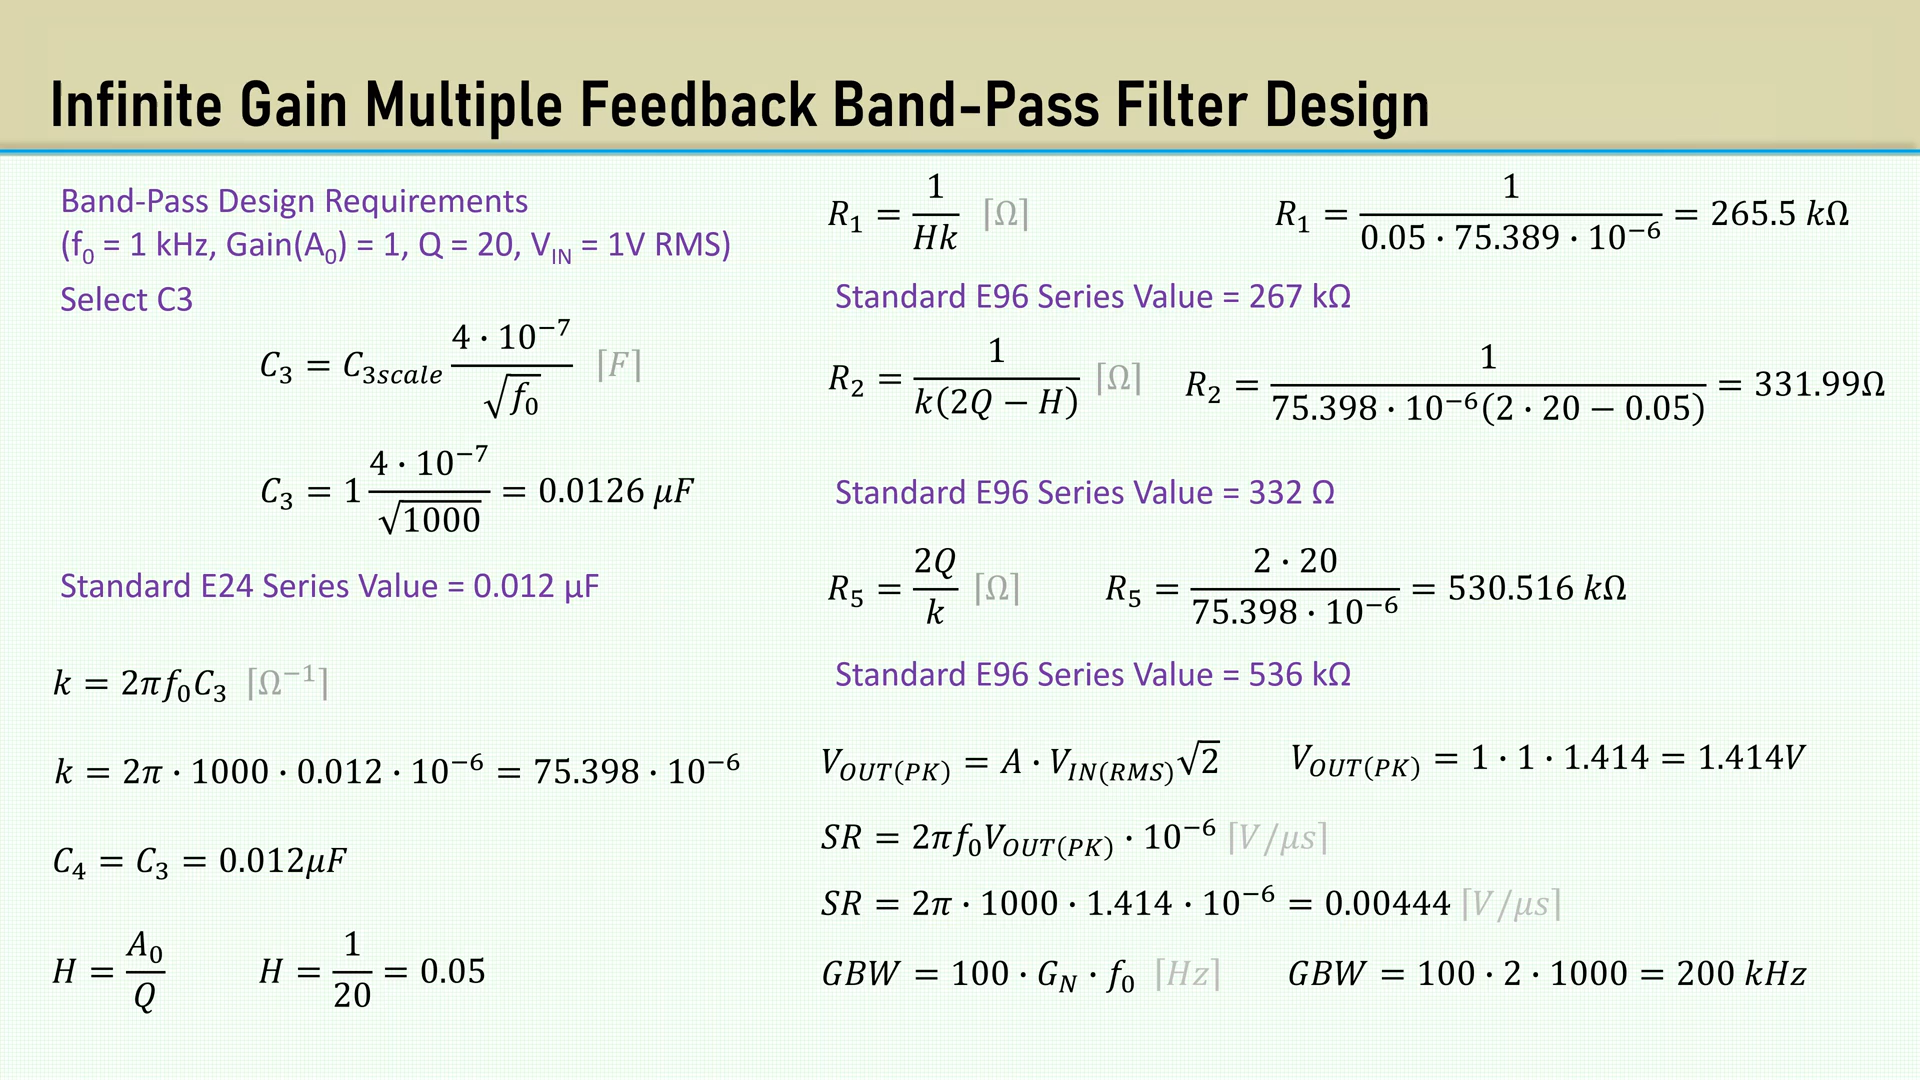 Infinite Gain Multiple Feedback Band-Pass Filter Design
Band-Pass Design Requirements
(f₀ = 1 kHz, Gain(A₀) = 1, Q = 20, V_IN = 1V RMS)
Select C3
C₃ = C₃scale (4 · 10⁻⁷)/√f₀ ⌈F⌉
C₃ = 1 (4 · 10⁻⁷)/√1000 = 0.0126 μF
Standard E24 Series Value = 0.012 μF
k = 2πf₀C₃ ⌈Ω⁻¹⌉
k = 2π · 1000 · 0.012 · 10⁻⁶ = 75.398 · 10⁻⁶
C₄ = C₃ = 0.012μF
H = A₀/Q H = 1/20 = 0.05
R₁ = 1/Hk ⌈Ω⌉ R₁ = 1/(0.05 · 75.389 · 10⁻⁶) = 265.5 kΩ
Standard E96 Series Value = 267 kΩ
R₂ = 1/(k(2Q − H)) ⌈Ω⌉ R₂ = 1/(75.398 · 10⁻⁶(2 · 20 − 0.05)) = 331.99Ω
Standard E96 Series Value = 332 Ω
R₅ = 2Q/k ⌈Ω⌉ R₅ = (2 · 20)/(75.398 · 10⁻⁶) = 530.516 kΩ
Standard E96 Series Value = 536 kΩ
V_OUT(PK) = A · V_IN(RMS)√2 V_OUT(PK) = 1 · 1 · 1.414 = 1.414V
SR = 2πf₀V_OUT(PK) · 10⁻⁶ ⌈V/μs⌉
SR = 2π · 1000 · 1.414 · 10⁻⁶ = 0.00444 ⌈V/μs⌉
GBW = 100 · G_N · f₀ ⌈Hz⌉ GBW = 100 · 2 · 1000 = 200 kHz